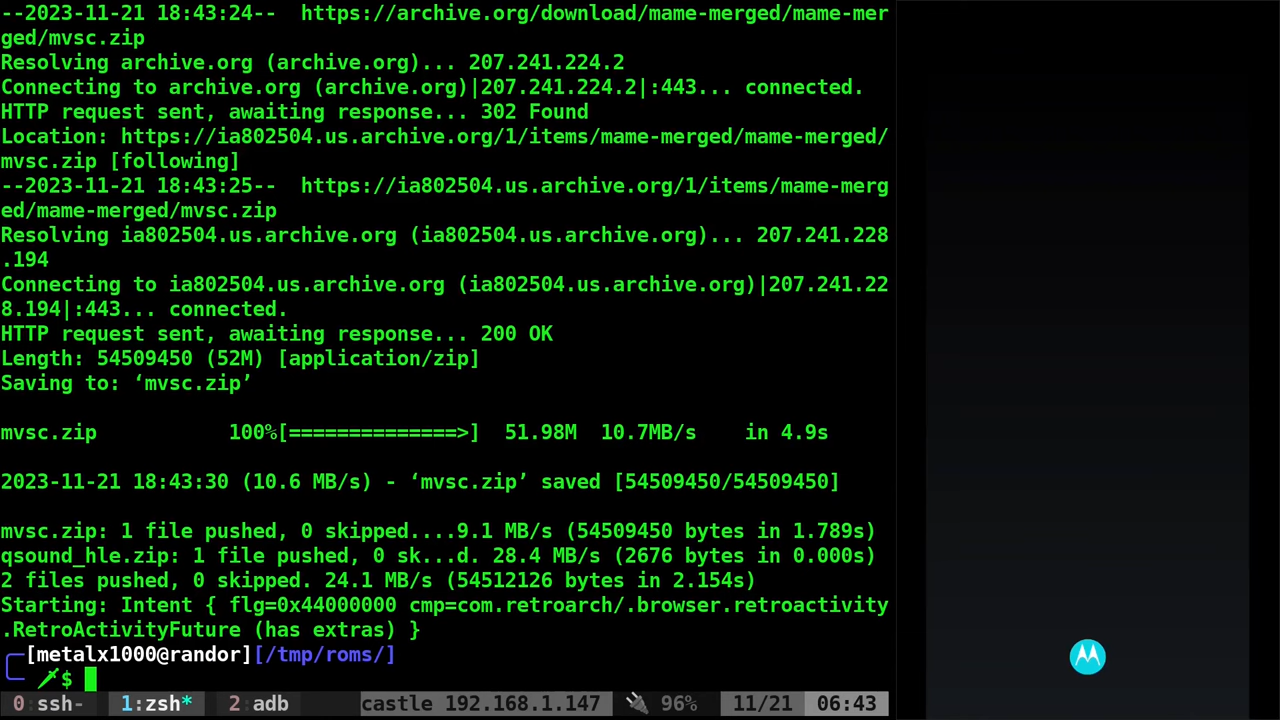 --2023-11-21 18:43:24--  https://archive.org/download/mame-merged/mame-mer
ged/mvsc.zip
Resolving archive.org (archive.org)... 207.241.224.2
Connecting to archive.org (archive.org)|207.241.224.2|:443... connected.
HTTP request sent, awaiting response... 302 Found
Location: https://ia802504.us.archive.org/1/items/mame-merged/mame-merged/
mvsc.zip [following]
--2023-11-21 18:43:25--  https://ia802504.us.archive.org/1/items/mame-merg
ed/mame-merged/mvsc.zip
Resolving ia802504.us.archive.org (ia802504.us.archive.org)... 207.241.228
.194
Connecting to ia802504.us.archive.org (ia802504.us.archive.org)|207.241.22
8.194|:443... connected.
HTTP request sent, awaiting response... 200 OK
Length: 54509450 (52M) [application/zip]
Saving to: ‘mvsc.zip’
mvsc.zip           100%[==============>]  51.98M  10.7MB/s    in 4.9s
2023-11-21 18:43:30 (10.6 MB/s) - ‘mvsc.zip’ saved [54509450/54509450]
mvsc.zip: 1 file pushed, 0 skipped....9.1 MB/s (54509450 bytes in 1.789s)
qsound_hle.zip: 1 file pushed, 0 sk...d. 28.4 MB/s (2676 bytes in 0.000s)
2 files pushed, 0 skipped. 24.1 MB/s (54512126 bytes in 2.154s)
Starting: Intent { flg=0x44000000 cmp=com.retroarch/.browser.retroactivity
.RetroActivityFuture (has extras) }
[metalx1000@randor][/tmp/roms/]
$
0:ssh- 1:zsh* 2:adb castle 192.168.1.147 96% 11/21 06:43